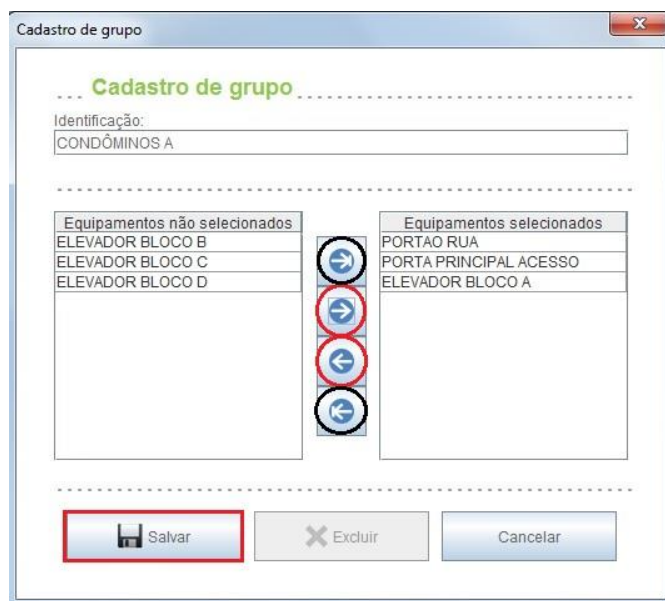 Cadastro de grupo
Cadastro de grupo
Identificação:
CONDÔMINOS A
Equipamentos não selecionados
ELEVADOR BLOCO B
ELEVADOR BLOCO C
ELEVADOR BLOCO D
Equipamentos selecionados
PORTAO RUA
PORTA PRINCIPAL ACESSO
ELEVADOR BLOCO A
Salvar
Excluir
Cancelar